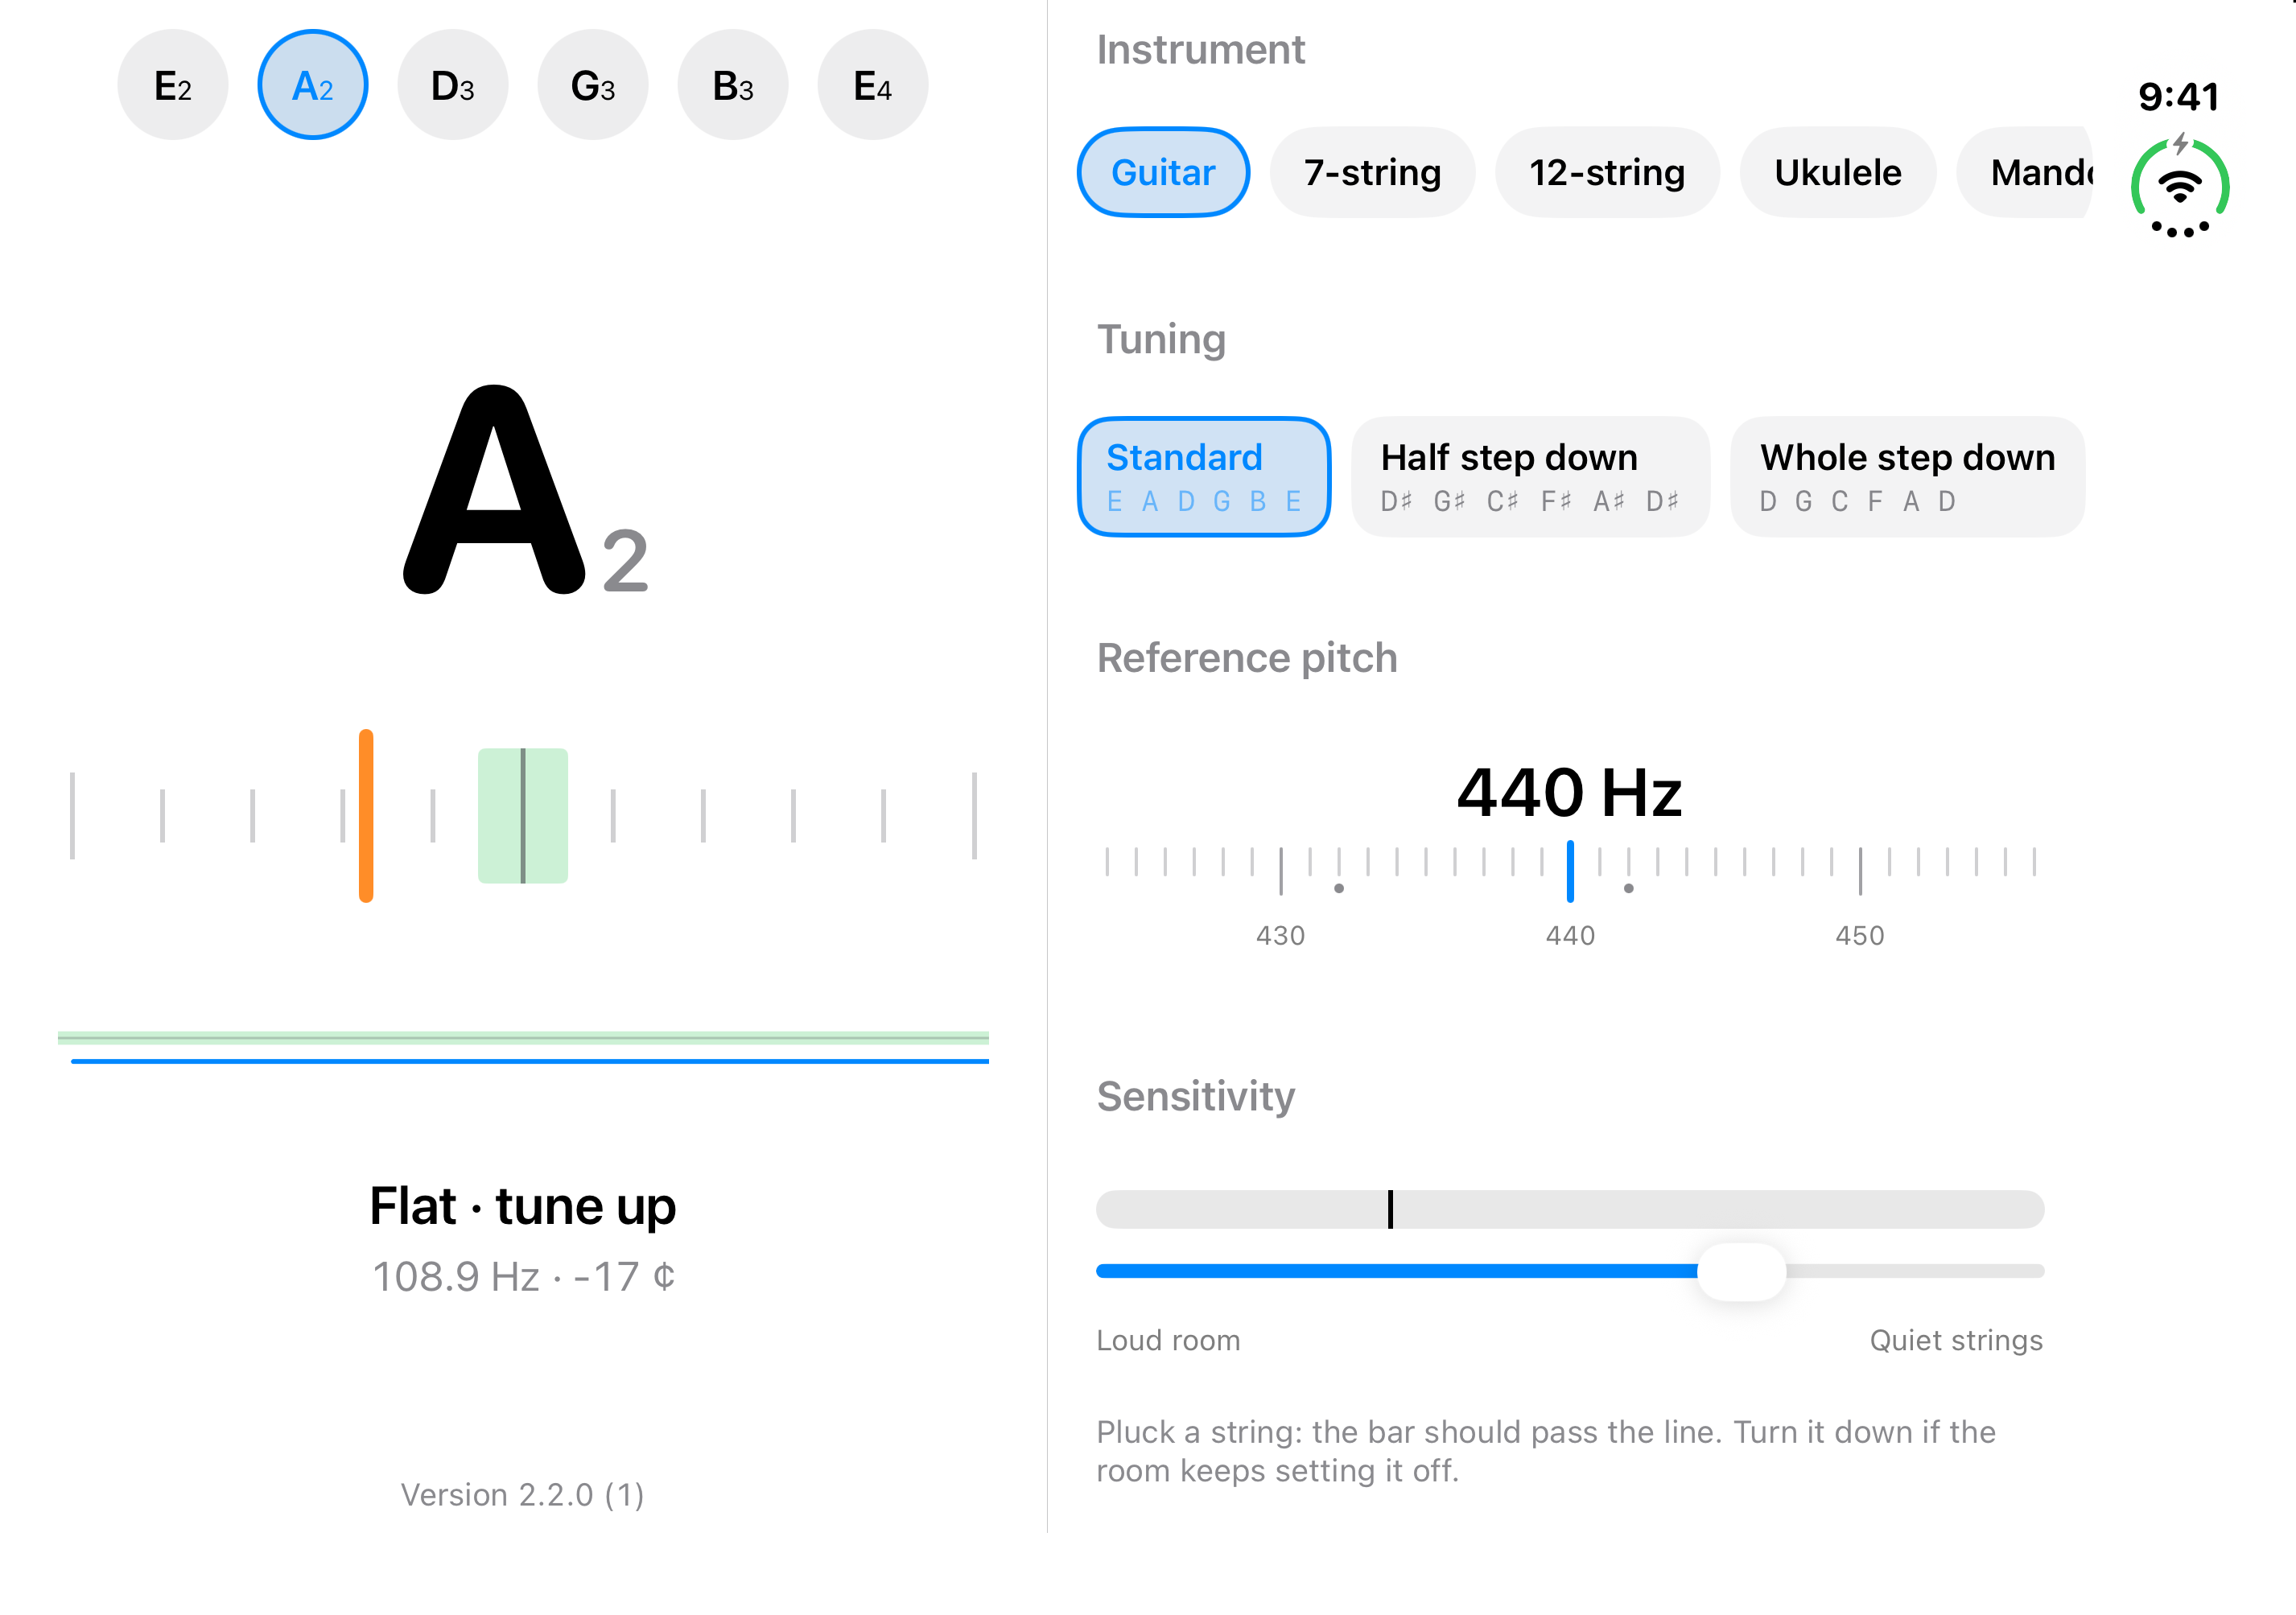 E2 A2 D3 G3 B3 E4
A2
Flat · tune up
108.9 Hz · -17 ¢
Version 2.2.0 (1)
Instrument
Guitar 7-string 12-string Ukulele
9:41
Tuning
Standard
E A D G B E
Half step down
D♯ G♯ C♯ F♯ A♯ D♯
Whole step down
D G C F A D
Reference pitch
440 Hz
430 440 450
Sensitivity
Loud room Quiet strings
Pluck a string: the bar should pass the line. Turn it down if the
room keeps setting it off.